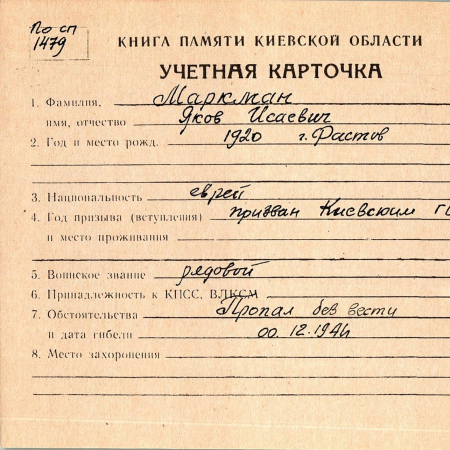 По сп
1479
КНИГА ПАМЯТИ КИЕВСКОЙ ОБЛАСТИ
УЧЕТНАЯ КАРТОЧКА
1. Фамилия, Маркман
имя, отчество Яков Исаевич
2. Год и место рожд. 1920 г. Фастов
3. Национальность еврей
4. Год призыва (вступления) призван Киевским
и место проживания
5. Воинское звание рядовой
6. Принадлежность к КПСС, ВЛКСМ
7. Обстоятельства Пропал без вести
и дата гибели 00.12.1944
8. Место захоронения